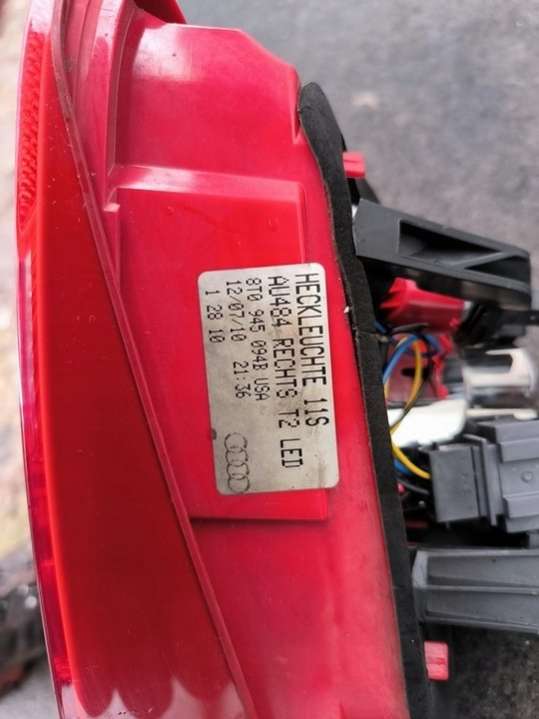 HECKLEUCHTE 11S
AU484 RECHTS T2 LED
8T0 945 094B USA
12/07/10 21:36
1 28 10